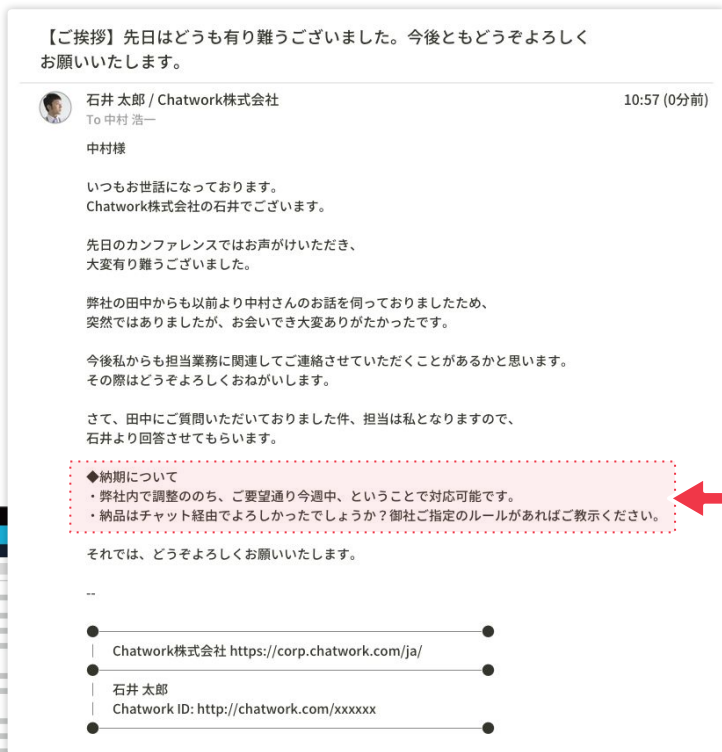 【ご挨拶】先日はどうも有り難うございました。今後ともどうぞよろしく
お願いいたします。
石井 太郎 / Chatwork株式会社
10:57 (0分前)
To 中村 浩一
中村様
いつもお世話になっております。
Chatwork株式会社の石井でございます。
先日のカンファレンスではお声がけいただき、
大変有り難うございました。
弊社の田中からも以前より中村さんのお話を伺っておりましたため、
突然ではありましたが、お会いでき大変ありがたかったです。
今後私からも担当業務に関連してご連絡させていただくことがあるかと思います。
その際はどうぞよろしくおねがいします。
さて、田中にご質問いただいておりました件、担当は私となりますので、
石井より回答させてもらいます。
◆納期について
・弊社内で調整ののち、ご要望通り今週中、ということで対応可能です。
・納品はチャット経由でよろしかったでしょうか？御社ご指定のルールがあればご教示ください。
それでは、どうぞよろしくお願いいたします。
--
Chatwork株式会社 https://corp.chatwork.com/ja/
石井 太郎
Chatwork ID: http://chatwork.com/xxxxxx